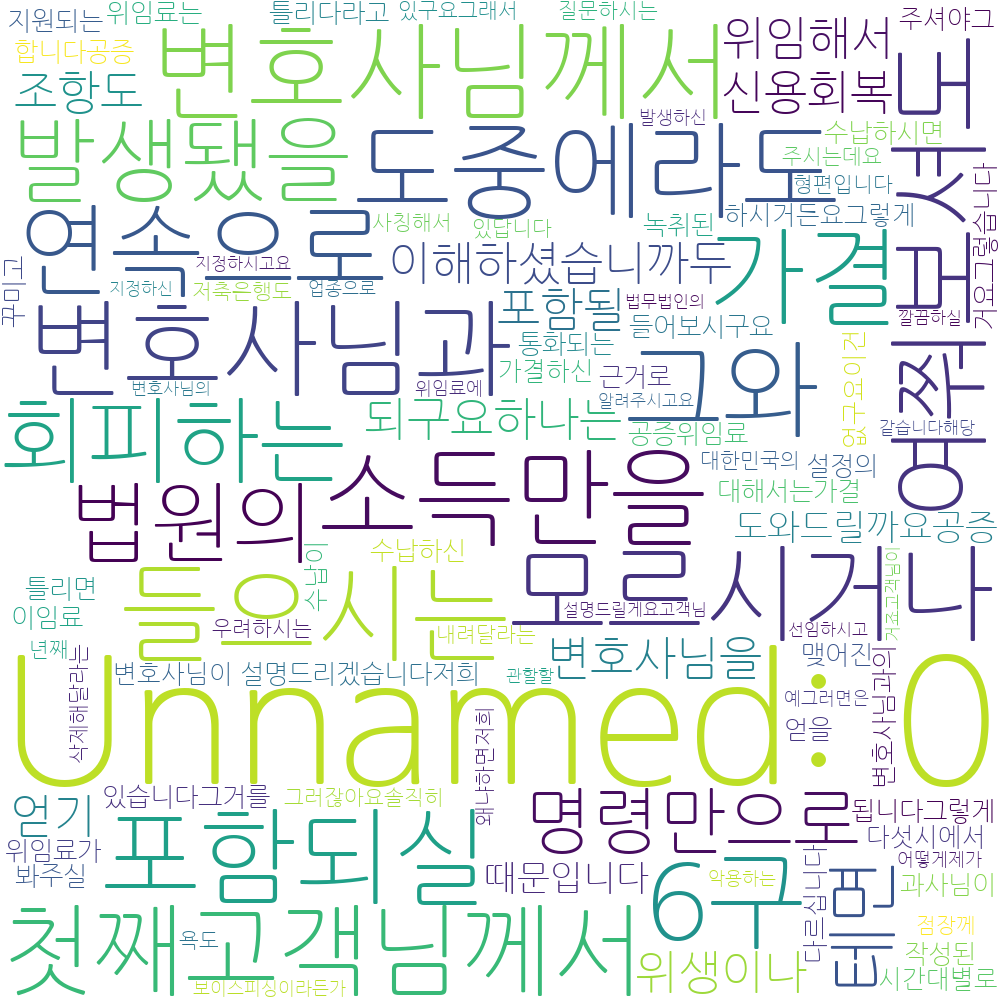 지원되는
위임료는
틀리다라고
있구요그래서
질문하시는
주셔야그
합니다공증
변호사님께서
위임해서
조항도
신용회복
발생하신
발생됐을
도중에라도
수납하시면
주시는데요
형편입니다
보셔도
연속으로
사칭해서
있답니다
녹취된
하시거든요그렇게
거요그렇습니다
꾸미고
지정하시고요
이해하셨습니까두
가결
지정하신
저축은행도
업종으로
포함될
법무법인의
깔끔하실
변호사님과
들어보시구요
통화되는
그와
없구요이건
여쭤
변호사님의
위임료에
가결하신
근거로
알려주시고요
회피하는
되구요하나는
공증위임료
같습니다해당
대한민국의
설정의
법원의
소득만을
대해서는가결
도와드릴까요공증
틀리면
수납이
수납하신
들으시는
모를시거나
거죠고객님이
이임료
우려하시는
설명드릴게요고객님
선임하시고
년째
내려달라는
맺어진
삭제해달라는
변호사님이 설명드리겠습니다저희
관할할
변호사님을
예그러면은
변호사님과의
Unnamed: 0
얻을
왜냐하면저희
얻기
있습니다그거를
그러잖아요솔직히
명령만으로
됩니다그렇게
포함되실
다섯시에서
위임료가
어떻게제가
봐주실
때문입니다
6구
악용하는
다르십니다
테면
과사님이
첫째고객님께서
욕도
점장께
위생이나
작성된
보이스피싱이라든가
시간대별로